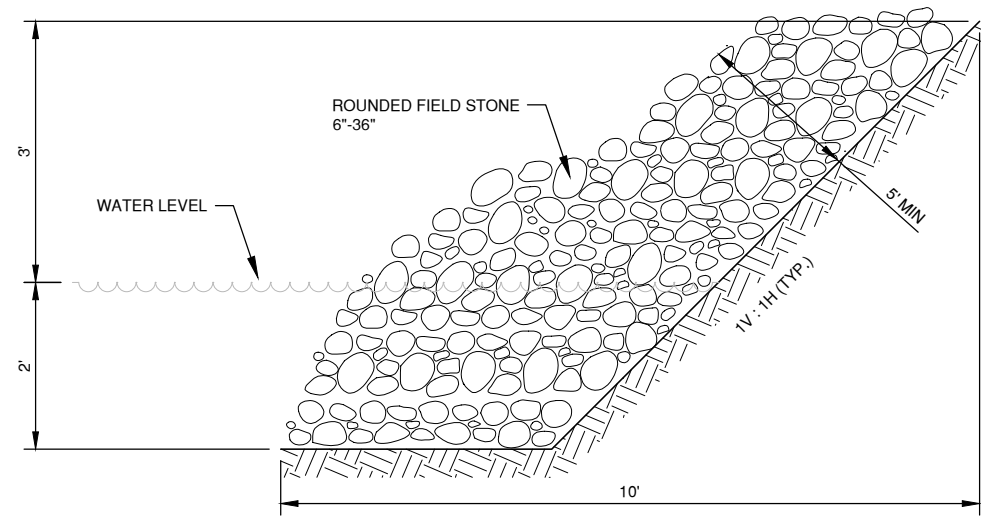 ROUNDED FIELD STONE
6"-36"
3'
WATER LEVEL
5' MIN
1V : 1H (TYP.)
2'
10'